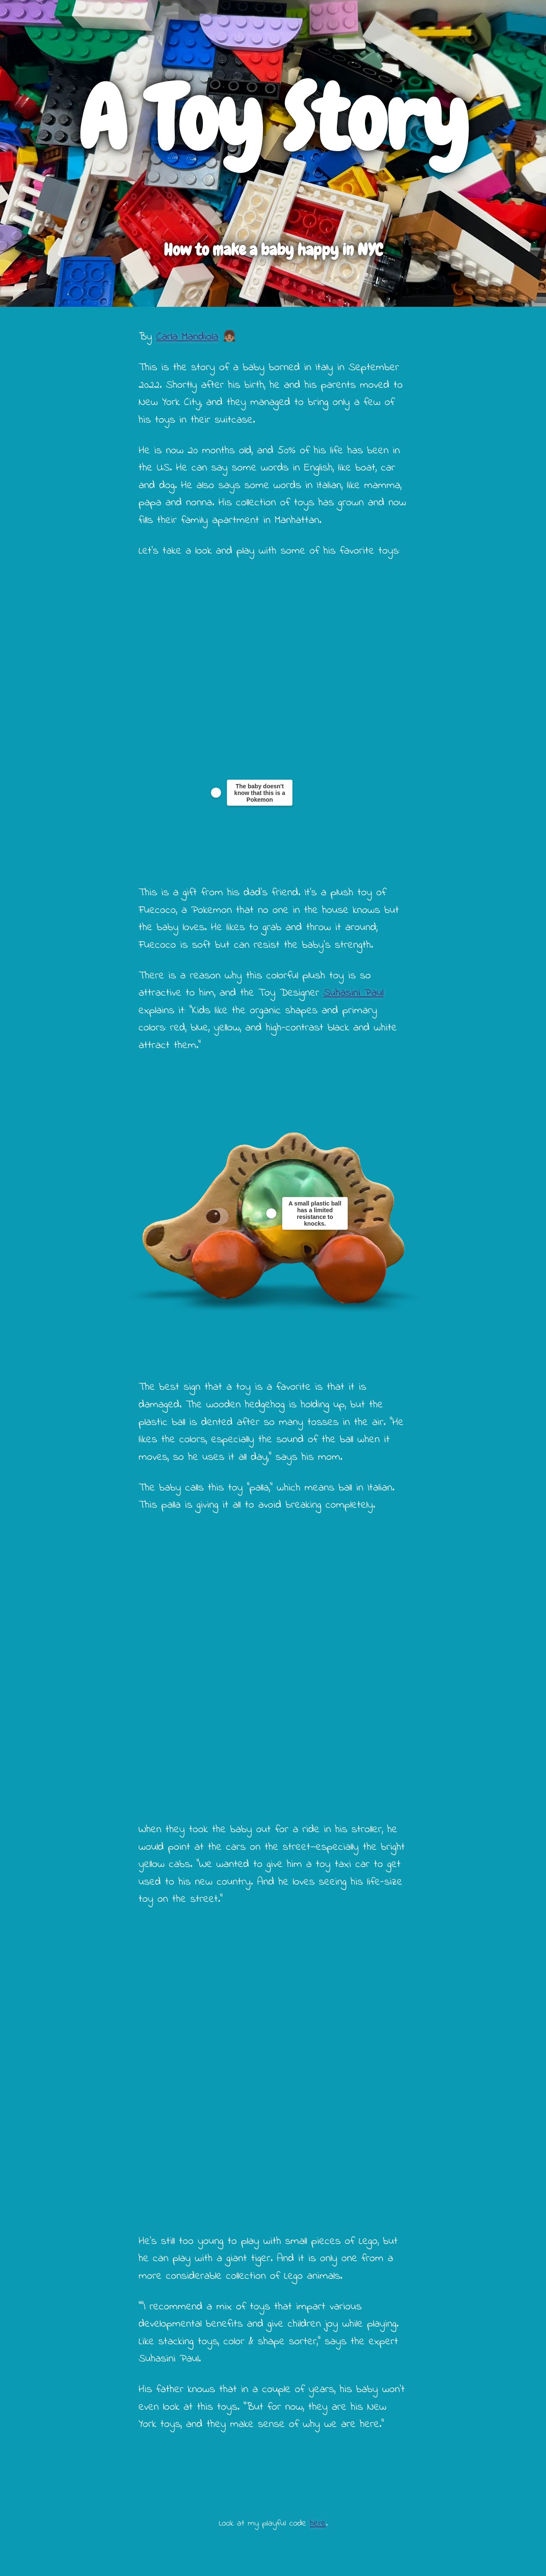 A Toy Story
How to make a baby happy in NYC
By Carla Mandiola
This is the story of a baby borned in Italy in September
2022. Shortly after his birth, he and his parents moved to
New York City, and they managed to bring only a few of
his toys in their suitcase.
He is now 20 months old, and 50% of his life has been in
the US. He can say some words in English, like boat, car
and dog. He also says some words in Italian, like mamma,
papa and nonna. His collection of toys has grown and now
fills their family apartment in Manhattan.
Let's take a look and play with some of his favorite toys:
The baby doesn't
know that this is a
Pokemon
This is a gift from his dad's friend. It's a plush toy of
Fuecoco, a Pokemon that no one in the house knows but
the baby loves. He likes to grab and throw it around;
Fuecoco is soft but can resist the baby's strength.
There is a reason why this colorful plush toy is so
attractive to him, and the Toy Designer Suhasini Paul
explains it: "Kids like the organic shapes and primary
colors: red, blue, yellow, and high-contrast black and white
attract them."
A small plastic ball
has a limited
resistance to
knocks.
The best sign that a toy is a favorite is that it is
damaged. The wooden hedgehog is holding up, but the
plastic ball is dented after so many tosses in the air. "He
likes the colors, especially the sound of the ball when it
moves, so he uses it all day," says his mom.
The baby calls this toy "palla," which means ball in Italian.
This palla is giving it all to avoid breaking completely.
When they took the baby out for a ride in his stroller, he
would point at the cars on the street—especially the bright
yellow cabs. "We wanted to give him a toy taxi car to get
used to his new country. And he loves seeing his life-size
toy on the street."
He's still too young to play with small pieces of Lego, but
he can play with a giant tiger. And it is only one from a
more considerable collection of Lego animals.
""I recommend a mix of toys that impart various
developmental benefits and give children joy while playing.
Like stacking toys, color & shape sorter," says the expert
Suhasini Paul.
His father knows that in a couple of years, his baby won't
even look at this toys. "But for now, they are his New
York toys, and they make sense of why we are here."
Look at my playful code here.